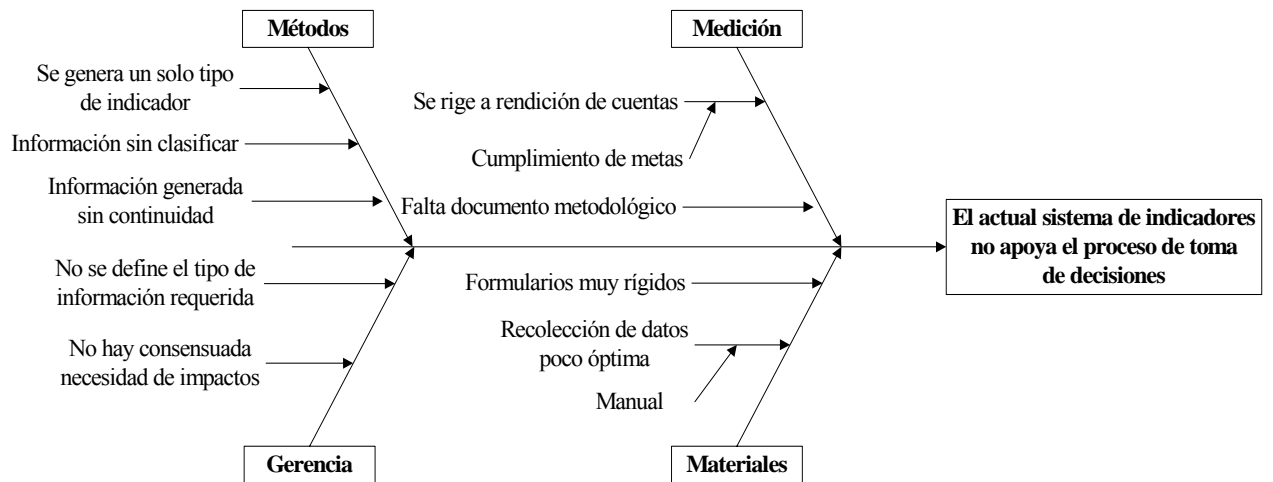 Métodos
Medición
Se genera un solo tipo
de indicador
Se rige a rendición de cuentas
Información sin clasificar
Cumplimiento de metas
Información generada
sin continuidad
Falta documento metodológico
El actual sistema de indicadores
no apoya el proceso de toma
de decisiones
No se define el tipo de
información requerida
Formularios muy rígidos
Recolección de datos
poco óptima
No hay consensuada
necesidad de impactos
Manual
Gerencia
Materiales